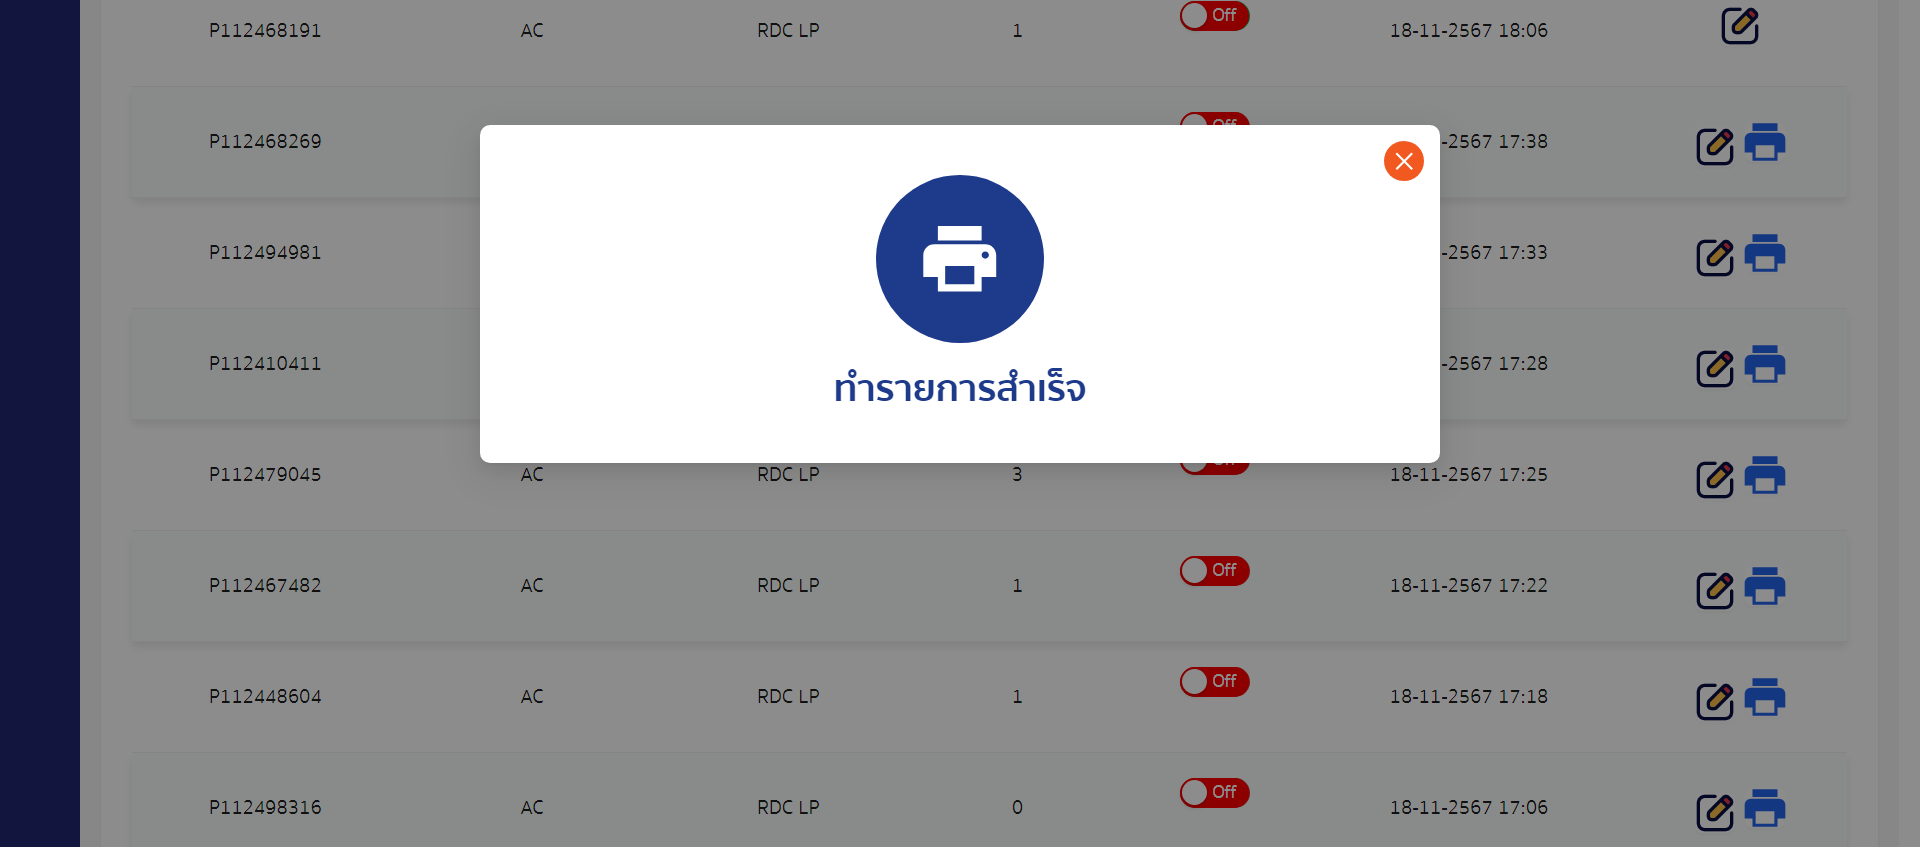 P112468191 AC RDC LP 1 Off 18-11-2567 18:06
P112468269 Off -2567 17:38
P112494981 -2567 17:33
P112410411 -2567 17:28
ทำรายการสำเร็จ
P112479045 AC RDC LP 3 18-11-2567 17:25
P112467482 AC RDC LP 1 Off 18-11-2567 17:22
P112448604 AC RDC LP 1 Off 18-11-2567 17:18
P112498316 AC RDC LP 0 Off 18-11-2567 17:06